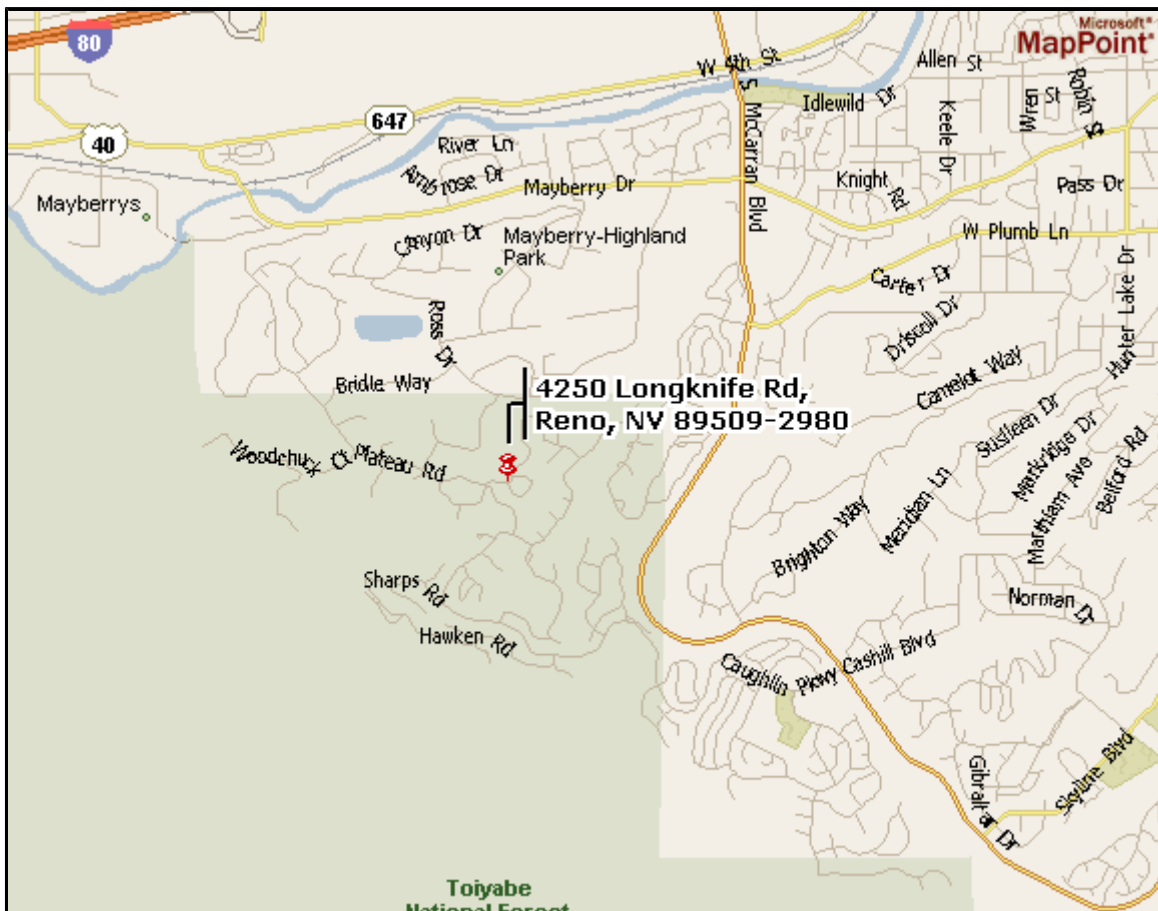 Microsoft®
MapPoint®
80
Allen St
W 4th St
Idlewild Dr
Wren St
Robin St
Keele Dr
647
40
River Ln
S McCarran Blvd
Ambrose Dr
Mayberry Dr
Knight Rd
Pass Dr
Mayberrys
Canyon Dr
Mayberry-Highland
Park
W Plumb Ln
Carter Dr
Hunter Lake Dr
Ross Dr
Driscoll Dr
Bridle Way
Camelot Way
4250 Longknife Rd,
Reno, NV 89509-2980
Susileen Dr
Markridge Dr
Woodchuck Ct
Plateau Rd
Meridian Ln
Marthiam Ave
Belford Rd
Brighton Way
Sharps Rd
Norman Dr
Hawken Rd
Caughlin Pkwy
Cashill Blvd
Skyline Blvd
Gibraltar Dr
Toiyabe
National Forest